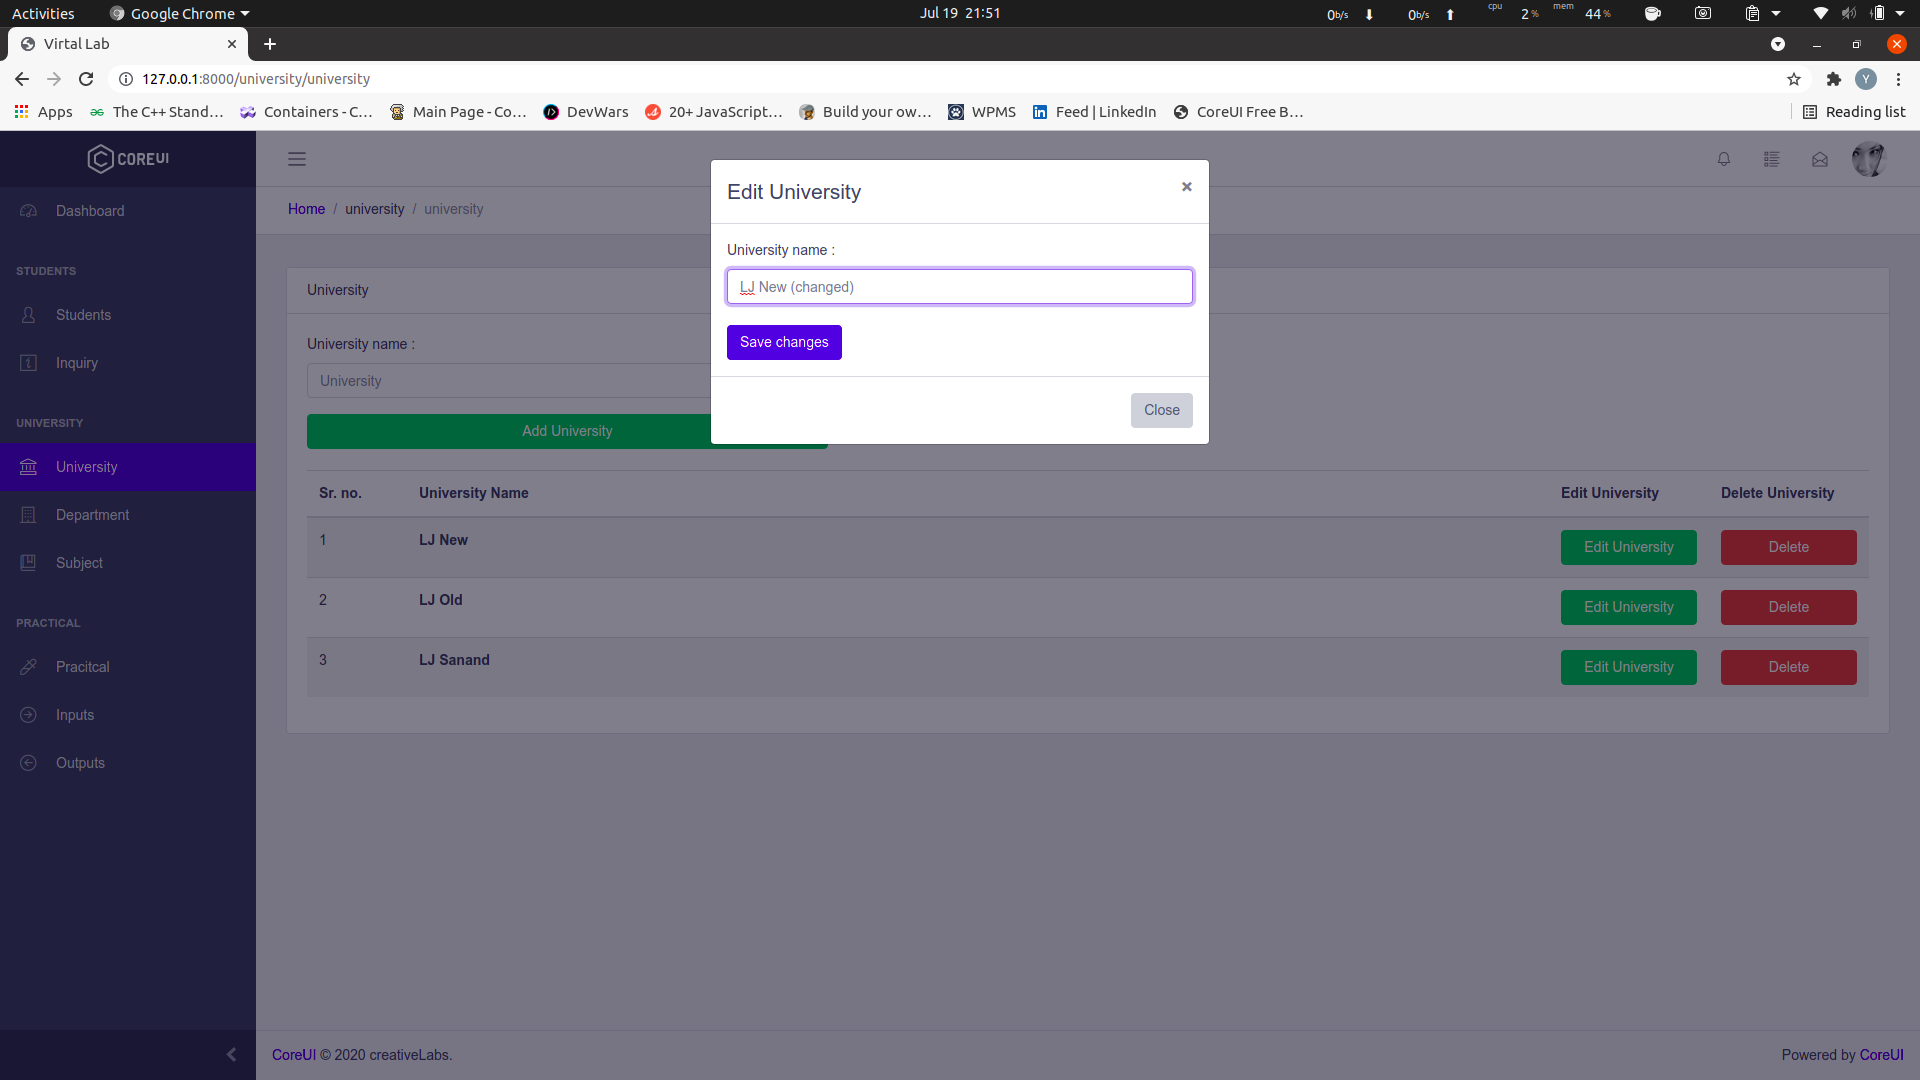 Activities
Google Chrome
Jul 19 21:51
0b/s
0b/s
cpu 2%
mem 44%
Virtal Lab
127.0.0.1:8000/university/university
Y
Apps
The C++ Stand...
Containers - C...
Main Page - Co...
DevWars
20+ JavaScript...
Build your ow...
WPMS
Feed | LinkedIn
CoreUI Free B...
Reading list
COREUI
Dashboard
STUDENTS
Students
Inquiry
UNIVERSITY
University
Department
Subject
PRACTICAL
Pracitcal
Inputs
Outputs
Home / university / university
University
University name :
University
Add University
Edit University
×
University name :
LJ New (changed)
Save changes
Close
Sr. no. University Name Edit University Delete University
1 LJ New Edit University Delete
2 LJ Old Edit University Delete
3 LJ Sanand Edit University Delete
CoreUI © 2020 creativeLabs.
Powered by CoreUI